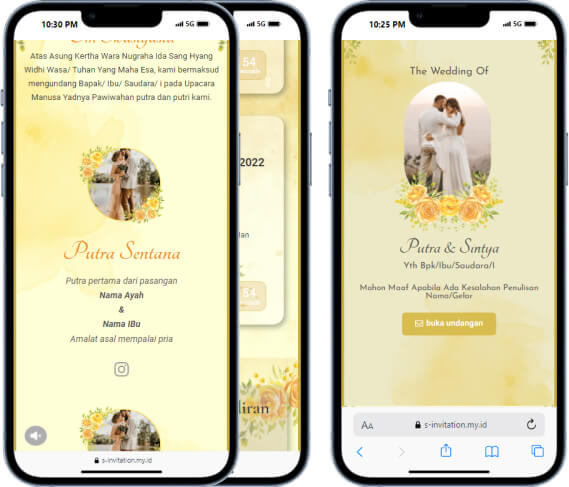 10:30 PM
5G
Om Swastyastu
Atas Asung Kertha Wara Nugraha Ida Sang Hyang
Widhi Wasa/ Tuhan Yang Maha Esa, kami bermaksud
mengundang Bapak/ Ibu/ Saudara/ i pada Upacara
Manusa Yadnya Pawiwahan putra dan putri kami.
Putra Sentana
Putra pertama dari pasangan
Nama Ayah
&
Nama IBu
Amalat asal mempalai pria
s-invitation.my.id
5G
54
2022
54
10:25 PM
5G
The Wedding Of
Putra & Sintya
Yth Bpk/Ibu/Saudara/I
Mohon Maaf Apabila Ada Kesalahan Penulisan
Nama/Gelar
buka undangan
AA
s-invitation.my.id